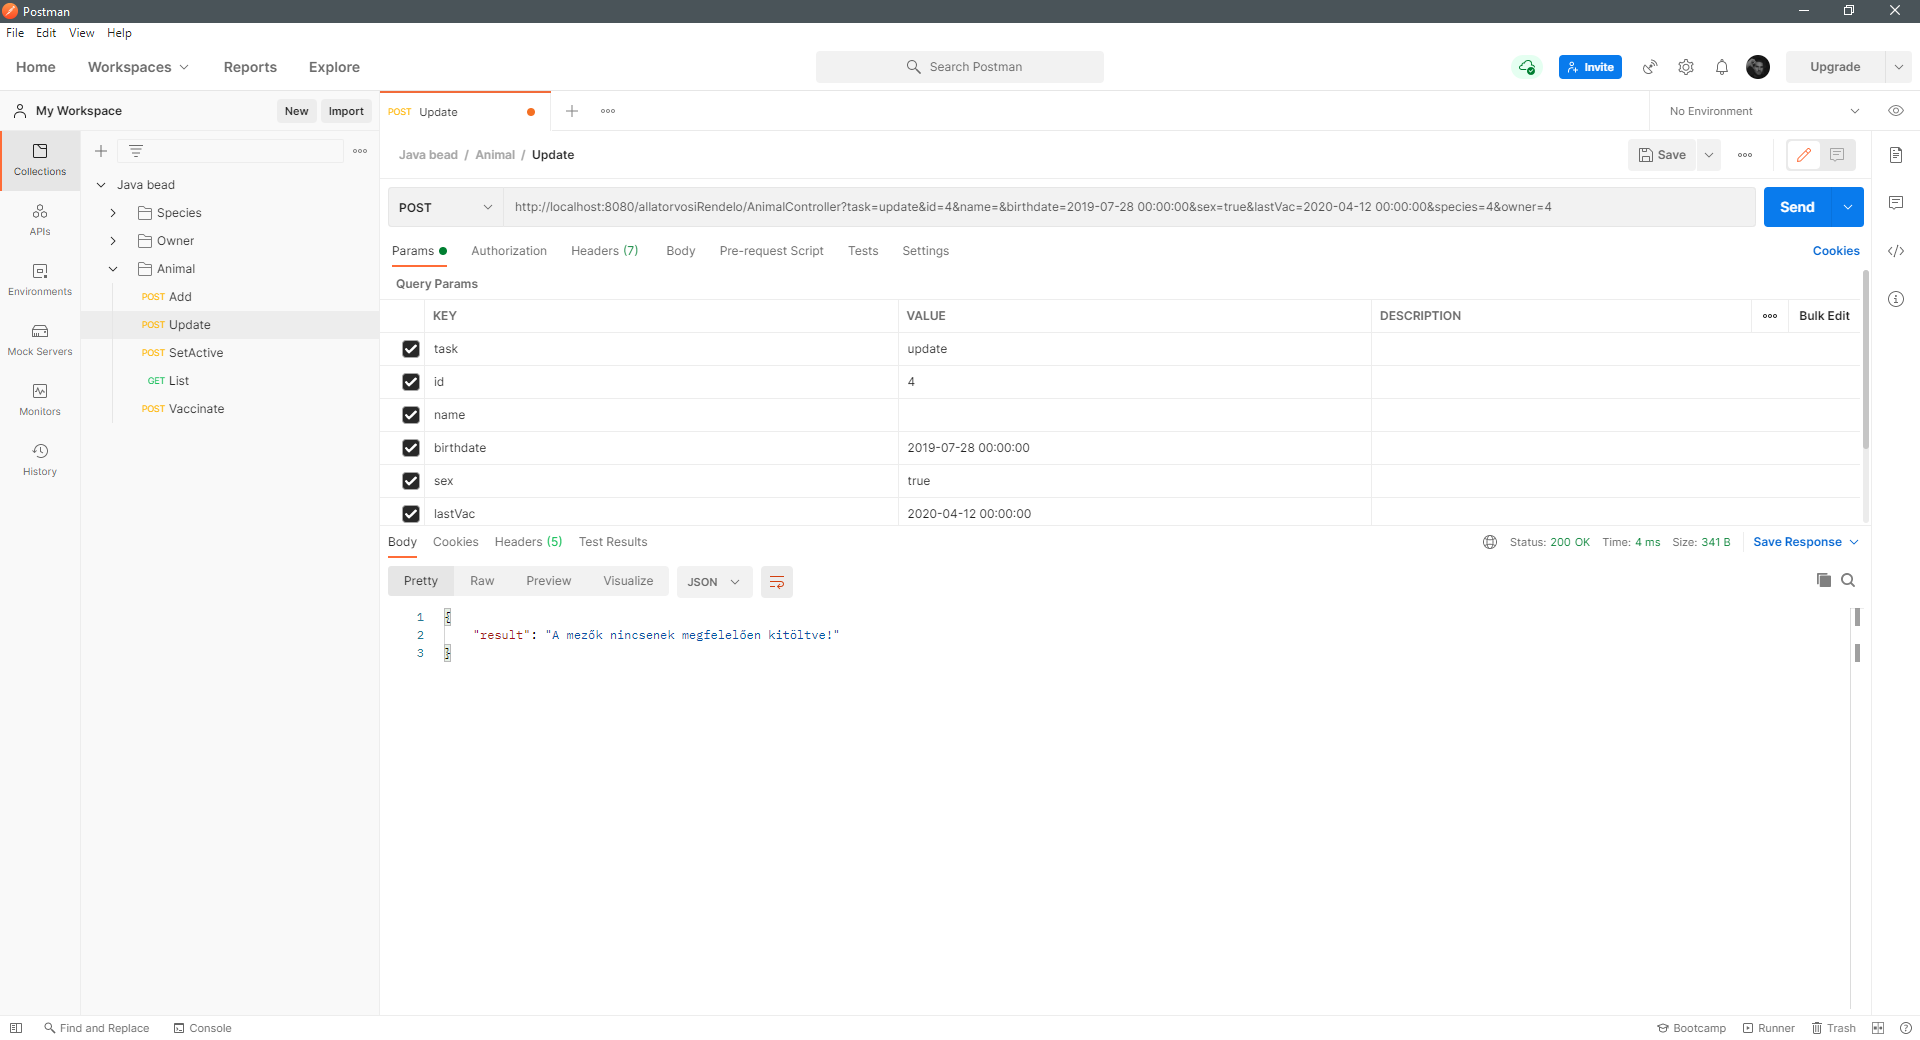 Postman
File Edit View Help
Home Workspaces Reports Explore
Search Postman
Invite
Upgrade
My Workspace
New Import
POST Update
No Environment
Collections
APIs
Environments
Mock Servers
Monitors
History
Java bead
Species
Owner
Animal
POST Add
POST Update
POST SetActive
GET List
POST Vaccinate
Java bead / Animal / Update
Save
POST http://localhost:8080/allatorvosiRendelo/AnimalController?task=update&id=4&name=&birthdate=2019-07-28 00:00:00&sex=true&lastVac=2020-04-12 00:00:00&species=4&owner=4
Send
Params Authorization Headers (7) Body Pre-request Script Tests Settings Cookies
Query Params
KEY VALUE DESCRIPTION Bulk Edit
task update
id 4
name
birthdate 2019-07-28 00:00:00
sex true
lastVac 2020-04-12 00:00:00
Body Cookies Headers (5) Test Results Status: 200 OK Time: 4 ms Size: 341 B Save Response
Pretty Raw Preview Visualize JSON
1 {
2 "result": "A mezők nincsenek megfelelően kitöltve!"
3 }
Find and Replace Console Bootcamp Runner Trash